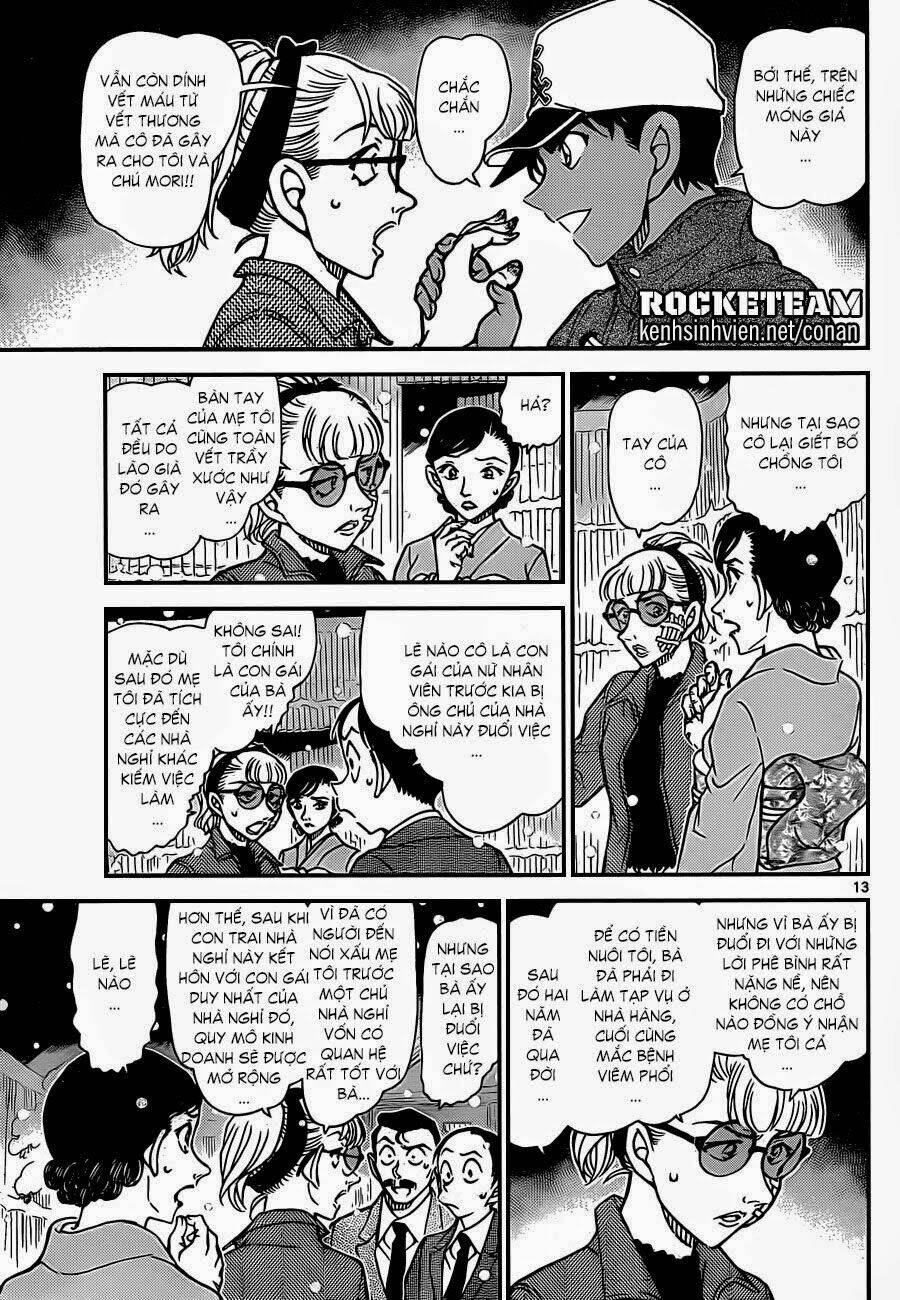 BỞI THẾ, TRÊN
NHỮNG CHIẾC
MÓNG GIẢ
NÀY
...
CHẮC
CHẮN
...
VẪN CÒN DÍNH
VẾT MÁU TỪ
VẾT THƯƠNG
MÀ CÔ ĐÃ GÂY
RA CHO TÔI VÀ
CHÚ MORI!!
ROCKETEAM
kenhsinhvien.net/conan
NHƯNG TẠI SAO
CÔ LẠI GIẾT BỐ
CHỒNG TÔI
...
TAY CỦA
CÔ
...
HẢ?
BÀN TAY
CỦA MẸ TÔI
CŨNG TOÀN
VẾT TRẦY
XƯỚC NHƯ
VẬY
TẤT CẢ
ĐỀU DO
LÃO GIÀ
ĐÓ GÂY
RA
LẼ NÀO CÔ LÀ CON
GÁI CỦA NỮ NHÂN
VIÊN TRƯỚC KIA BỊ
ÔNG CHỦ CỦA NHÀ
NGHỈ NÀY ĐUỔI VIỆC
...
KHÔNG SAI!
TÔI CHÍNH
LÀ CON GÁI
CỦA BÀ
ẤY!!
MẶC DÙ
SAU ĐÓ MẸ
TÔI ĐÃ TÍCH
CỰC ĐẾN
CÁC NHÀ
NGHỈ KHÁC
KIẾM VIỆC
LÀM
...
13
NHƯNG VÌ BÀ ẤY BỊ
ĐUỔI ĐI VỚI NHỮNG
LỜI PHÊ BÌNH RẤT
NẶNG NỀ, NÊN
KHÔNG CÓ CHỖ
NÀO ĐỒNG Ý NHẬN
MẸ TÔI CẢ ...
ĐỂ CÓ TIỀN
NUÔI TÔI, BÀ
ĐÃ PHẢI ĐI
LÀM TẠP VỤ Ở
NHÀ HÀNG,
CUỐI CÙNG
MẮC BỆNH
VIÊM PHỔI
...
SAU
ĐÓ HAI
NĂM ĐÃ
QUA
ĐỜI
...
NHƯNG
TẠI SAO
BÀ ẤY
LẠI BỊ
ĐUỔI
VIỆC
CHỨ?
VÌ ĐÃ CÓ
NGƯỜI ĐẾN
NÓI XẤU MẸ
TÔI TRƯỚC
MỘT CHỦ
NHÀ NGHỈ
VỐN CÓ
QUAN HỆ
RẤT TỐT VỚI
BÀ...
HƠN THẾ, SAU KHI
CON TRAI NHÀ
NGHỈ NÀY KẾT
HÔN VỚI CON GÁI
DUY NHẤT CỦA
NHÀ NGHỈ ĐÓ,
QUY MÔ KINH
DOANH SẼ ĐƯỢC
MỞ RỘNG ...
LẼ, LẼ
NÀO
...